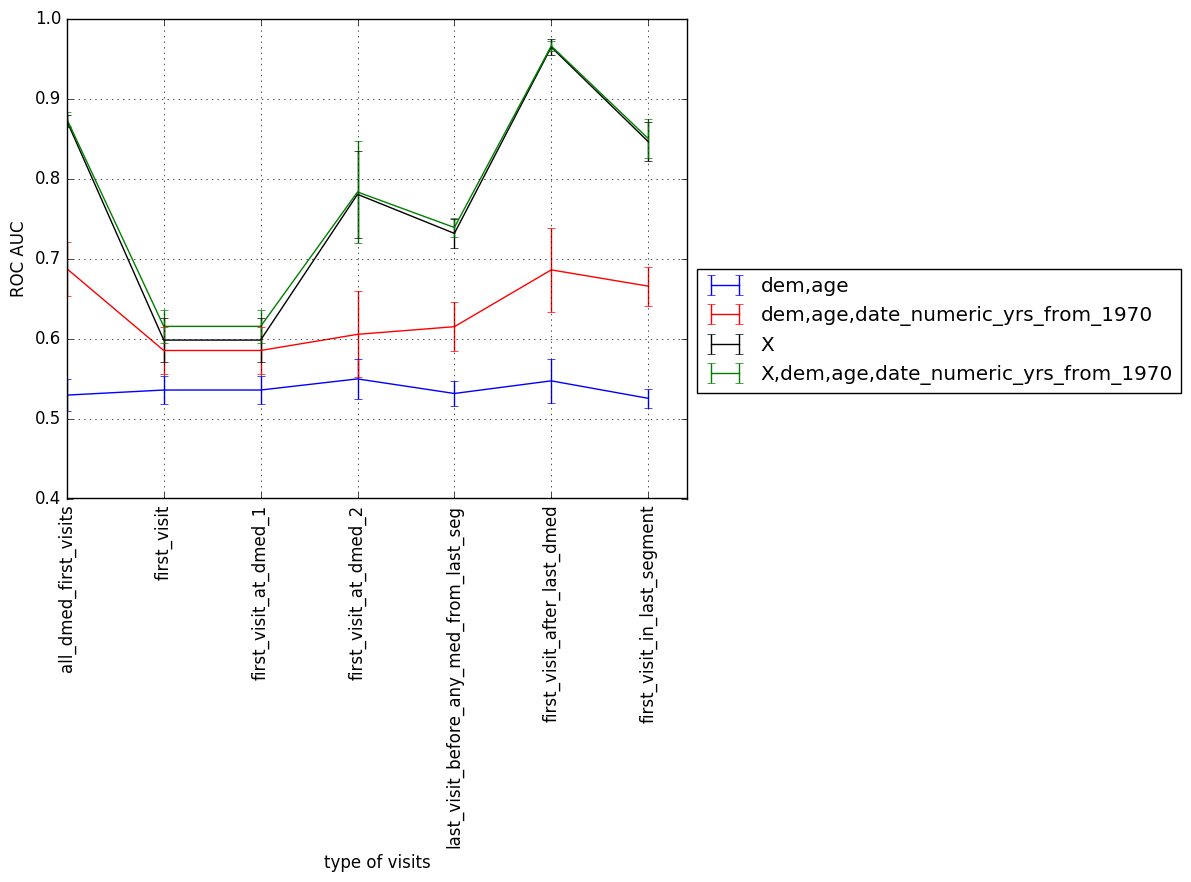 1.0
0.9
0.8
0.7
0.6
0.5
0.4
ROC AUC
all_dmed_first_visits
first_visit
first_visit_at_dmed_1
first_visit_at_dmed_2
last_visit_before_any_med_from_last_seg
first_visit_after_last_dmed
first_visit_in_last_segment
type of visits
dem,age
dem,age,date_numeric_yrs_from_1970
X
X,dem,age,date_numeric_yrs_from_1970